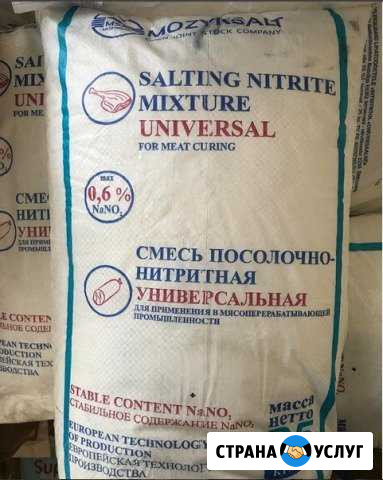 MOZYRSALT
JOINT STOCK COMPANY
SALTING NITRITE
MIXTURE
UNIVERSAL
FOR MEAT CURING
max
0,6 %
NaNO₂
СМЕСЬ ПОСОЛОЧНО-
НИТРИТНАЯ
УНИВЕРСАЛЬНАЯ
ДЛЯ ПРИМЕНЕНИЯ В МЯСОПЕРЕРАБАТЫВАЮЩЕЙ
ПРОМЫШЛЕННОСТИ
STABLE CONTENT NaNO₂
СТАБИЛЬНОЕ СОДЕРЖАНИЕ NaNO₂
EUROPEAN TECHNOLOGY
OF PRODUCTION
ЕВРОПЕЙСКАЯ ТЕХНОЛОГ
ПРОИЗВОДСТВА
Масса
нетто
СТРАНА УСЛУГ